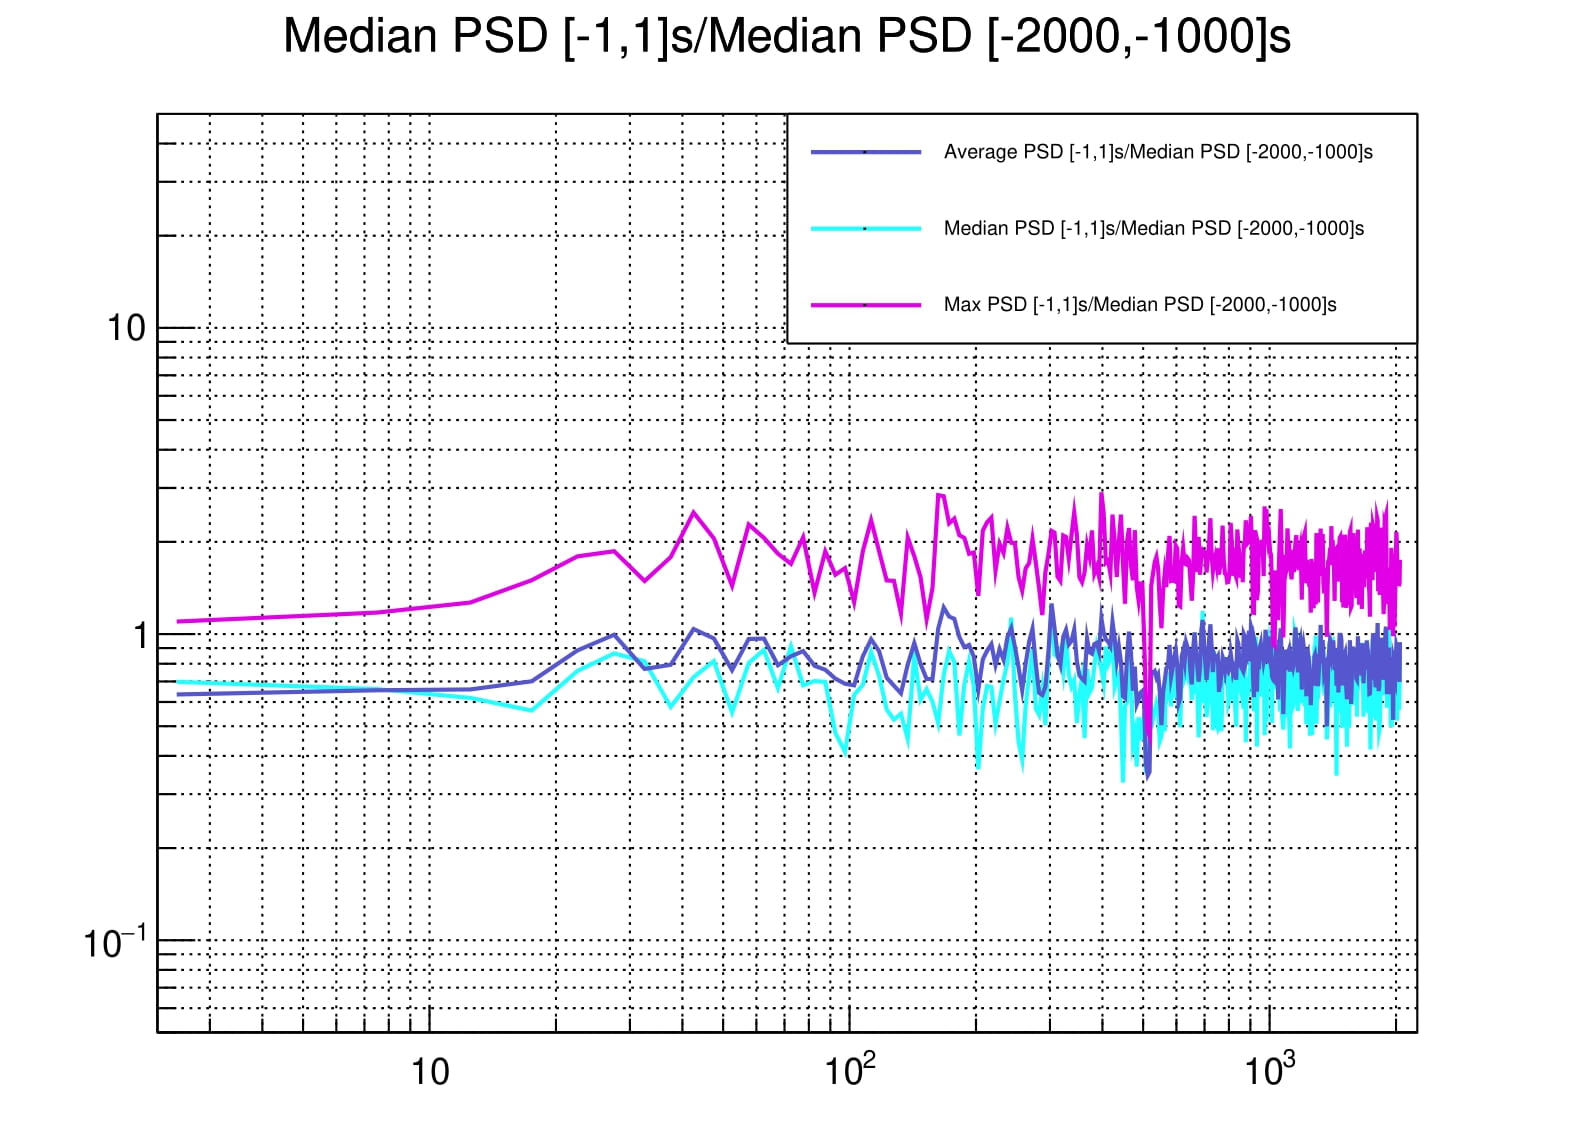 Median PSD [-1,1]s/Median PSD [-2000,-1000]s
Average PSD [-1,1]s/Median PSD [-2000,-1000]s
Median PSD [-1,1]s/Median PSD [-2000,-1000]s
Max PSD [-1,1]s/Median PSD [-2000,-1000]s
10
1
10⁻¹
10
10²
10³